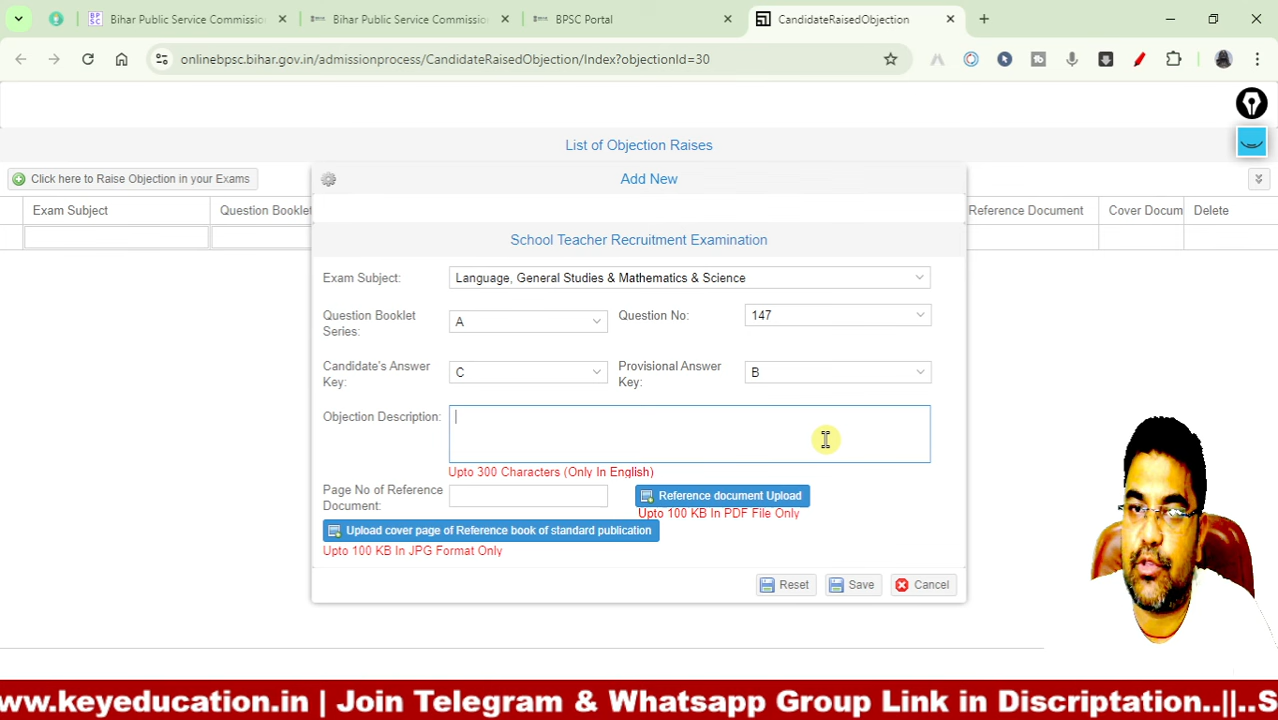 Bihar Public Service Commissio
Bihar Public Service Commissio
BPSC Portal
CandidateRaisedObjection
onlinebpsc.bihar.gov.in/admissionprocess/CandidateRaisedObjection/Index?objectionId=30
List of Objection Raises
Click here to Raise Objection in your Exams
Add New
Exam Subject
Question Booklet
Reference Document
Cover Docum
Delete
School Teacher Recruitment Examination
Exam Subject:
Language, General Studies & Mathematics & Science
Question Booklet
Series:
A
Question No:
147
Candidate's Answer
Key:
C
Provisional Answer
Key:
B
Objection Description:
Upto 300 Characters (Only In English)
Page No of Reference
Document:
Reference document Upload
Upto 100 KB In PDF File Only
Upload cover page of Reference book of standard publication
Upto 100 KB In JPG Format Only
Reset
Save
Cancel
ww.keyeducation.in | Join Telegram & Whatsapp Group Link in Discriptation..||..S